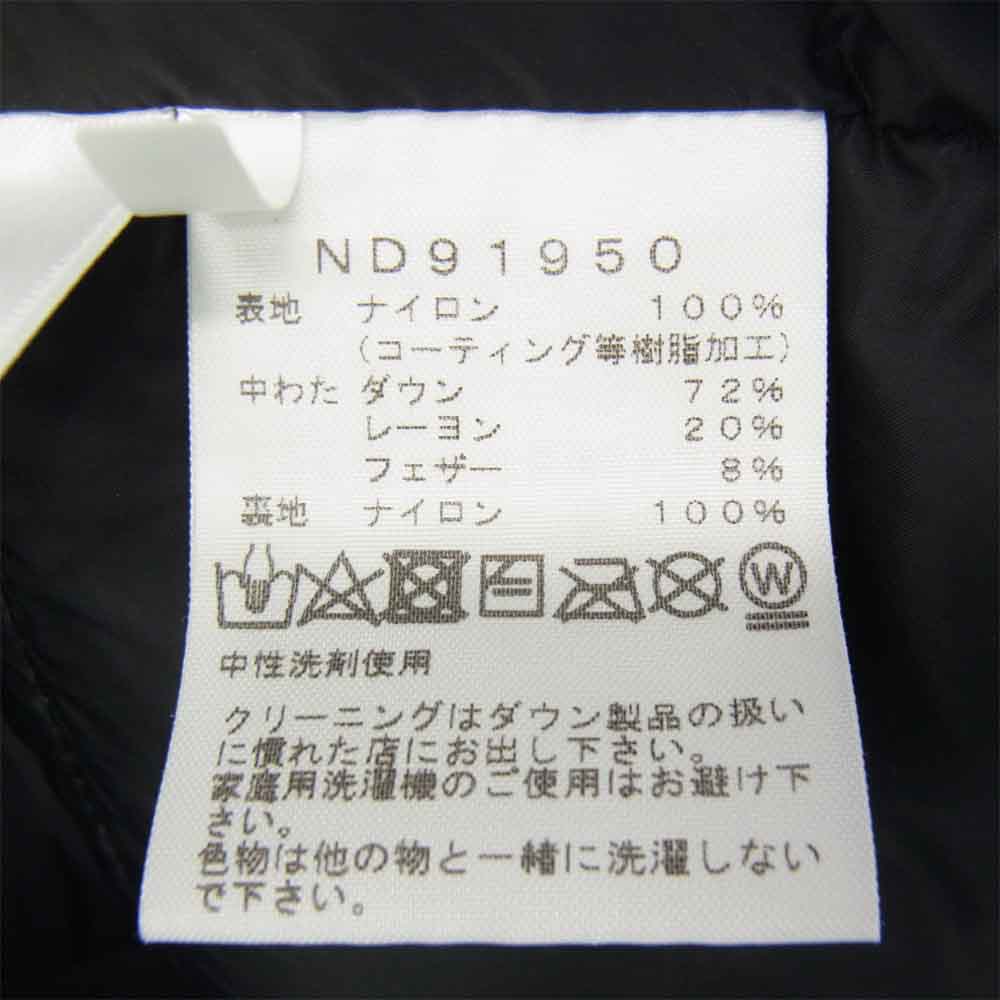 ND91950
表地 ナイロン 100%
(コーティング等樹脂加工)
中わた ダウン 72%
レーヨン 20%
フェザー 8%
裏地 ナイロン 100%
W
中性洗剤使用
クリーニングはダウン製品の扱い
に慣れた店にお出し下さい。
家庭用洗濯機のご使用はお避け下
さい。
色物は他の物と一緒に洗濯しない
で下さい。